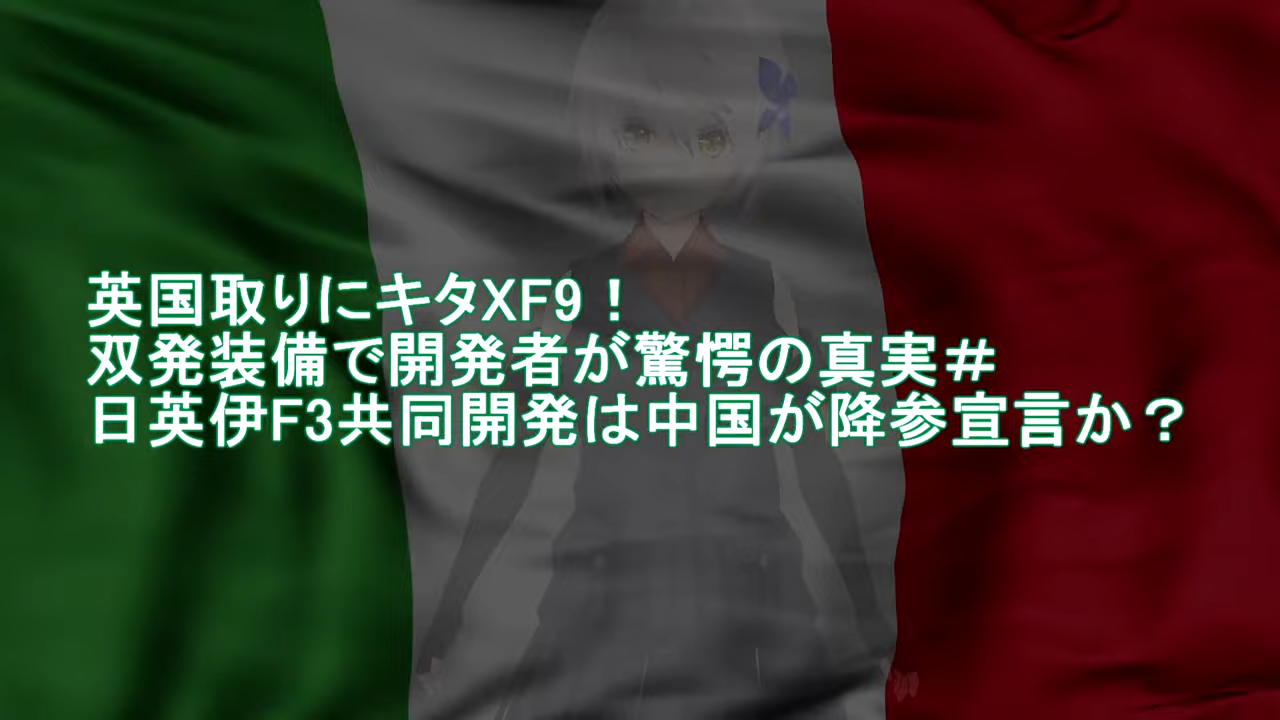 英国取りにキタXF9！
双発装備で開発者が驚愕の真実＃
日英伊F3共同開発は中国が降参宣言か？